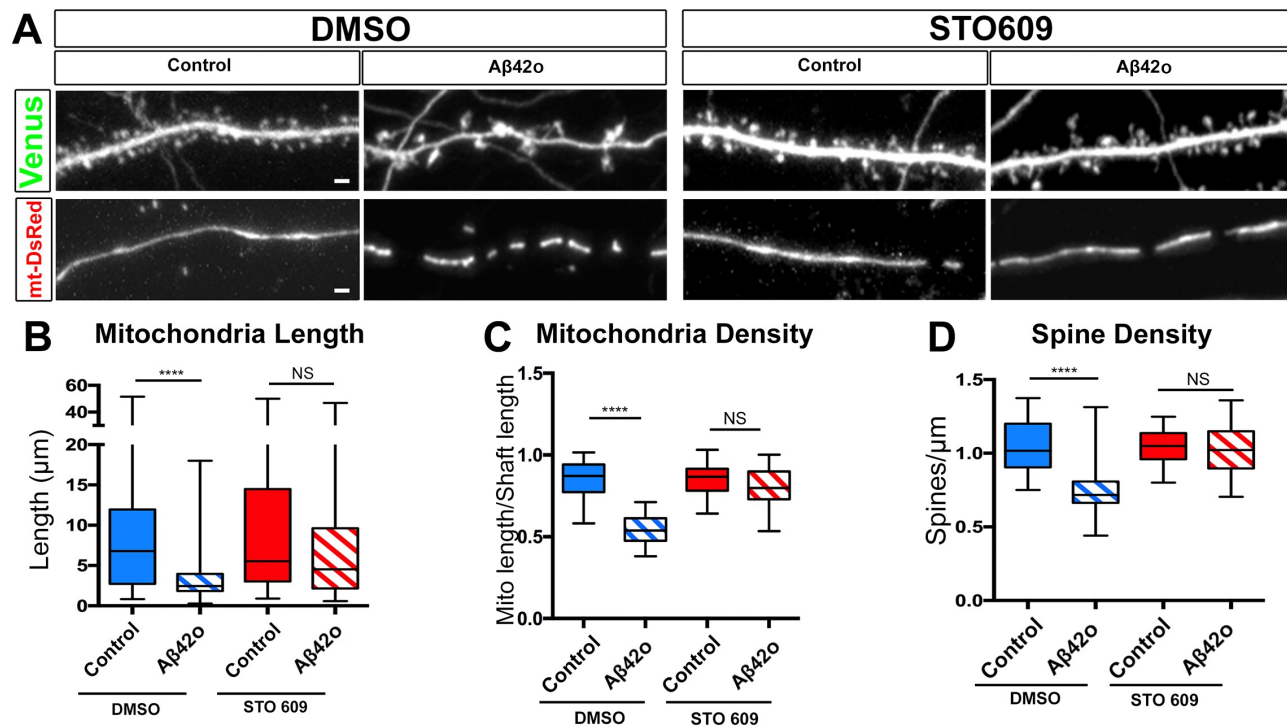 A
DMSO
STO609
Control
Aβ42o
Control
Aβ42o
Venus
mt-DsRed
B
Mitochondria Length
Length (μm)
60
40
20
15
10
5
0
****
NS
Control
Aβ42o
Control
Aβ42o
DMSO
STO 609
C
Mitochondria Density
Mito length/Shaft length
1.5
1.0
0.5
0.0
****
NS
Control
Aβ42o
Control
Aβ42o
DMSO
STO 609
D
Spine Density
Spines/μm
1.5
1.0
0.5
0.0
****
NS
Control
Aβ42o
Control
Aβ42o
DMSO
STO 609